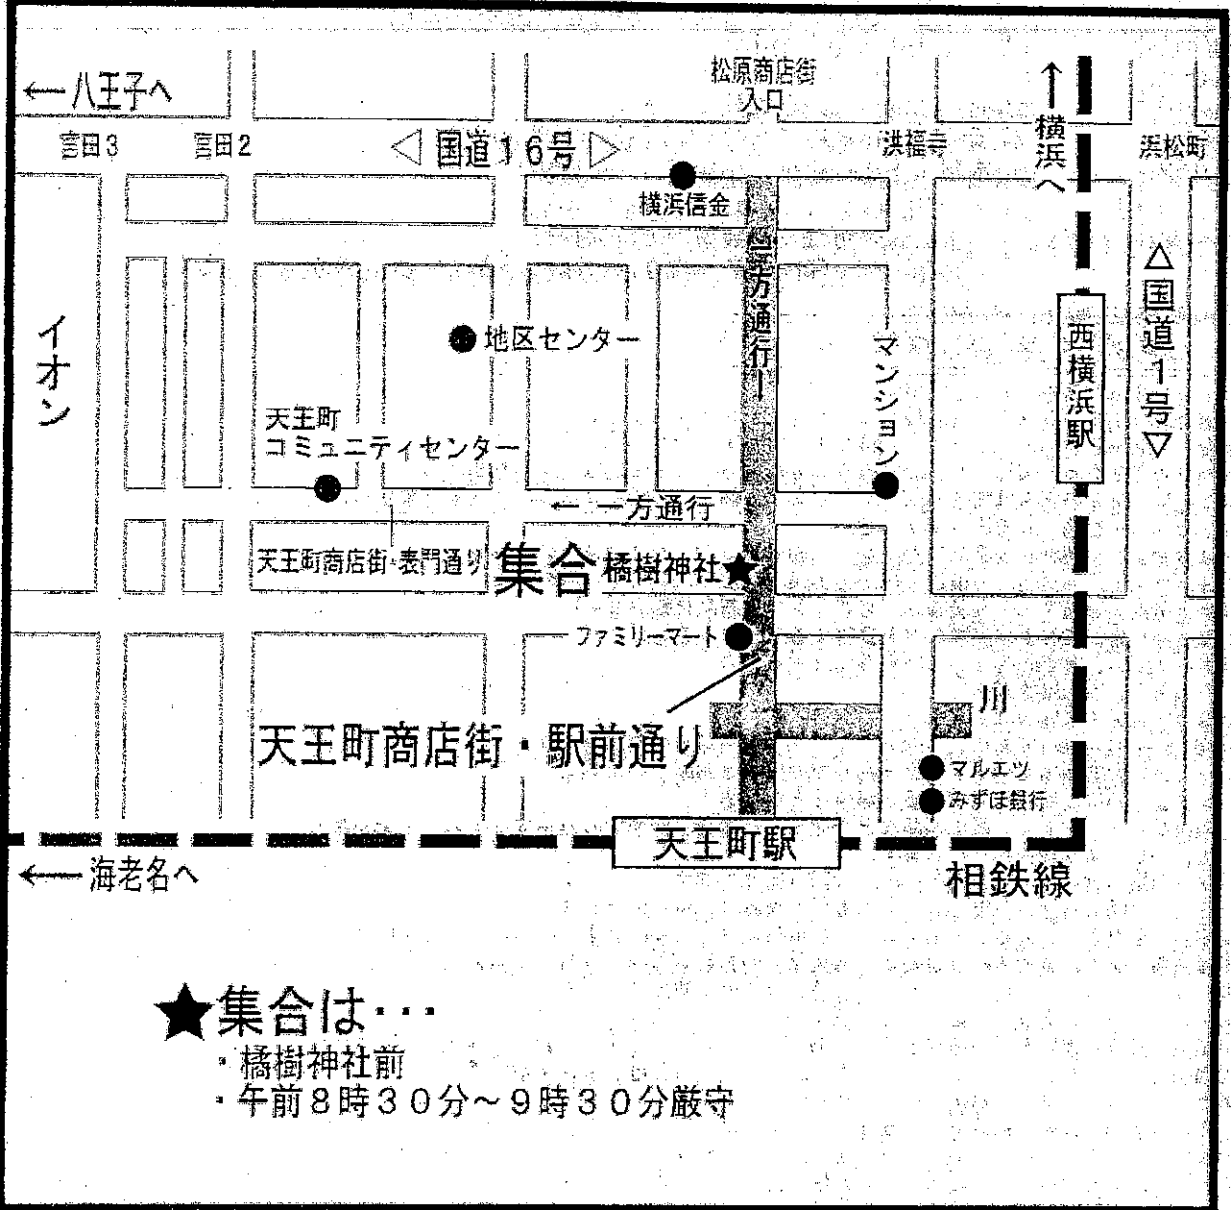 松原商店街
入口
←八王子へ
↑横浜へ
宮田3
宮田2
◁ 国道16号 ▷
洪福寺
浜松町
横浜信金
一方通行→
△国道1号▽
イオン
地区センター
マンション
西横浜駅
天王町
コミュニティセンター
← 一方通行
天王町商店街・表門通り
集合
橘樹神社★
ファミリーマート
川
天王町商店街・駅前通り
マルエツ
みずほ銀行
天王町駅
←海老名へ
相鉄線
★集合は・・・
・橘樹神社前
・午前8時30分～9時30分厳守